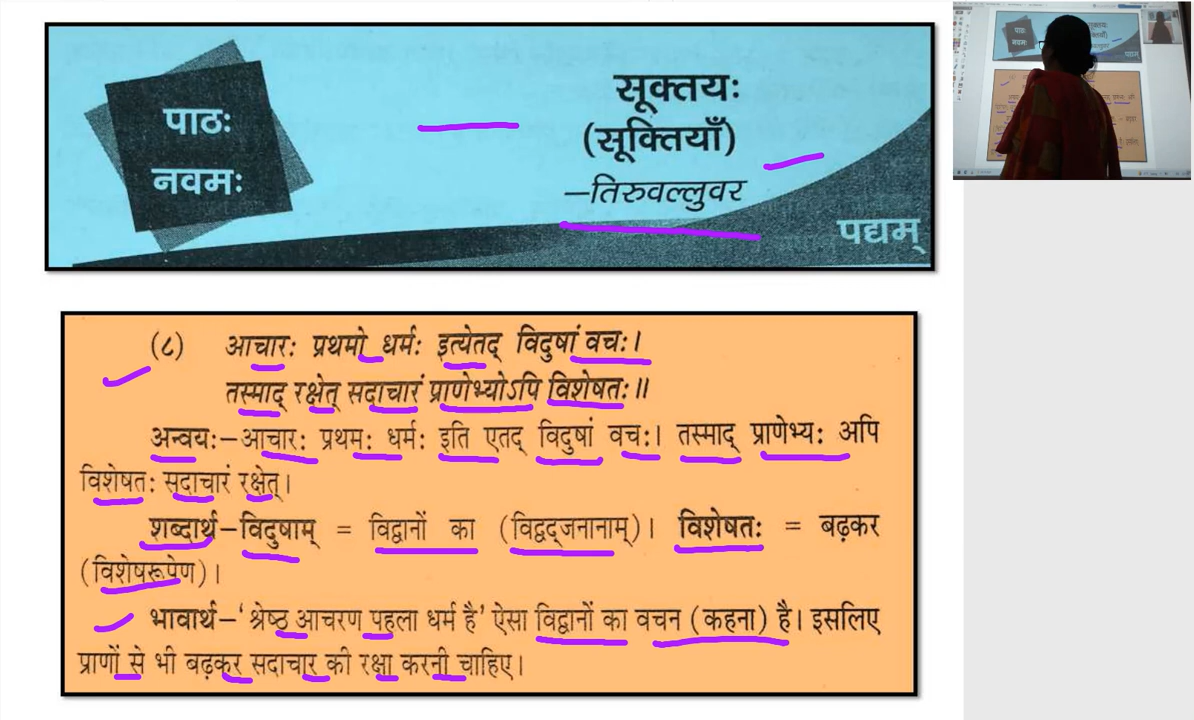 पाठः
नवमः
सूक्तयः
(सूक्तियाँ)
–तिरुवल्लुवर
पद्यम्
(८) आचारः प्रथमो धर्मः इत्येतद् विदुषां वचः।
तस्माद् रक्षेत् सदाचारं प्राणेभ्योऽपि विशेषतः॥
अन्वयः–आचारः प्रथमः धर्मः इति एतद् विदुषां वचः। तस्माद् प्राणेभ्यः अपि
विशेषतः सदाचारं रक्षेत्।
शब्दार्थ–विदुषाम् = विद्वानों का (विद्वद्जनानाम्)। विशेषतः = बढ़कर
(विशेषरूपेण)।
भावार्थ–'श्रेष्ठ आचरण पहला धर्म है' ऐसा विद्वानों का वचन (कहना) है। इसलिए
प्राणों से भी बढ़कर सदाचार की रक्षा करनी चाहिए।